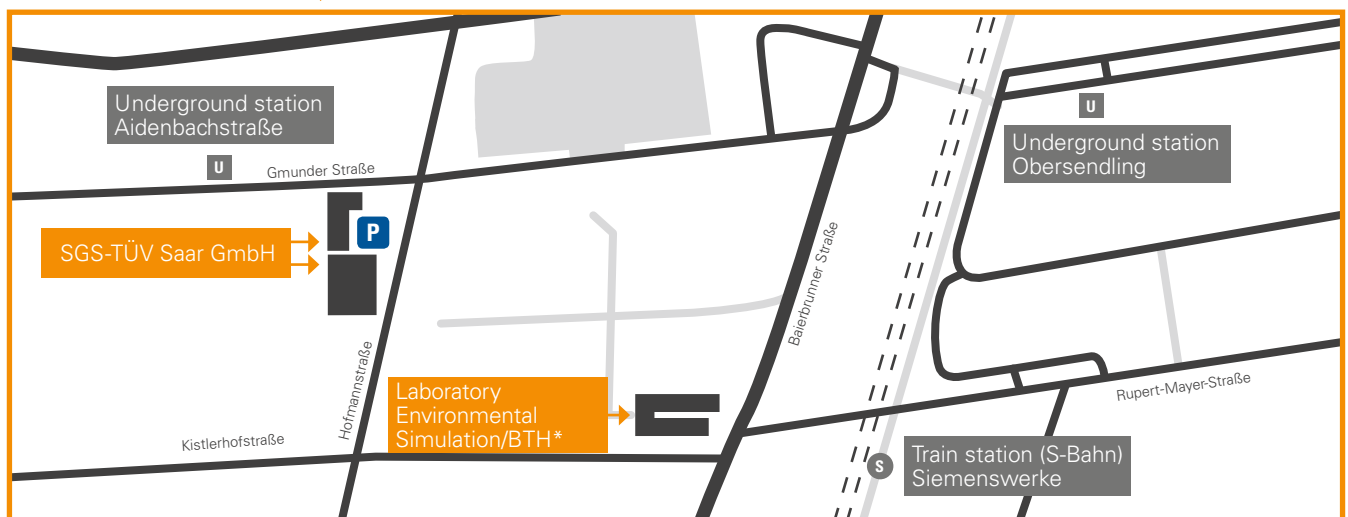 Underground station
Aidenbachstraße
U
Gmunder Straße
U
Underground station
Obersendling
P
SGS-TÜV Saar GmbH
Baierbrunner Straße
Hofmannstraße
Laboratory
Environmental
Simulation/BTH*
Rupert-Mayer-Straße
Kistlerhofstraße
S
Train station (S-Bahn)
Siemenswerke